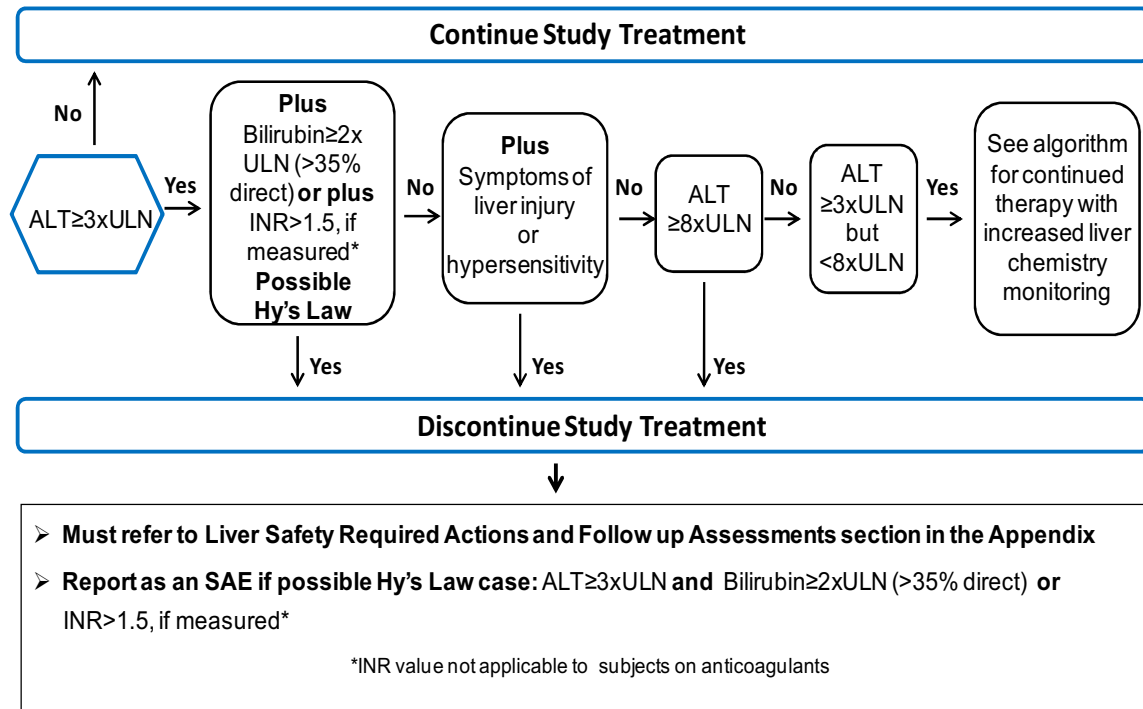 Continue Study Treatment
No
ALT≥3xULN
Yes
Plus
Bilirubin≥2x
ULN (>35%
direct) or plus
INR>1.5, if
measured*
Possible
Hy's Law
No
Plus
Symptoms of
liver injury
or
hypersensitivity
No
ALT
≥8xULN
No
ALT
≥3xULN
but
<8xULN
Yes
See algorithm
for continued
therapy with
increased liver
chemistry
monitoring
Yes
Yes
Yes
Discontinue Study Treatment
➢ Must refer to Liver Safety Required Actions and Follow up Assessments section in the Appendix
➢ Report as an SAE if possible Hy's Law case: ALT≥3xULN and Bilirubin≥2xULN (>35% direct) or
INR>1.5, if measured*
*INR value not applicable to subjects on anticoagulants